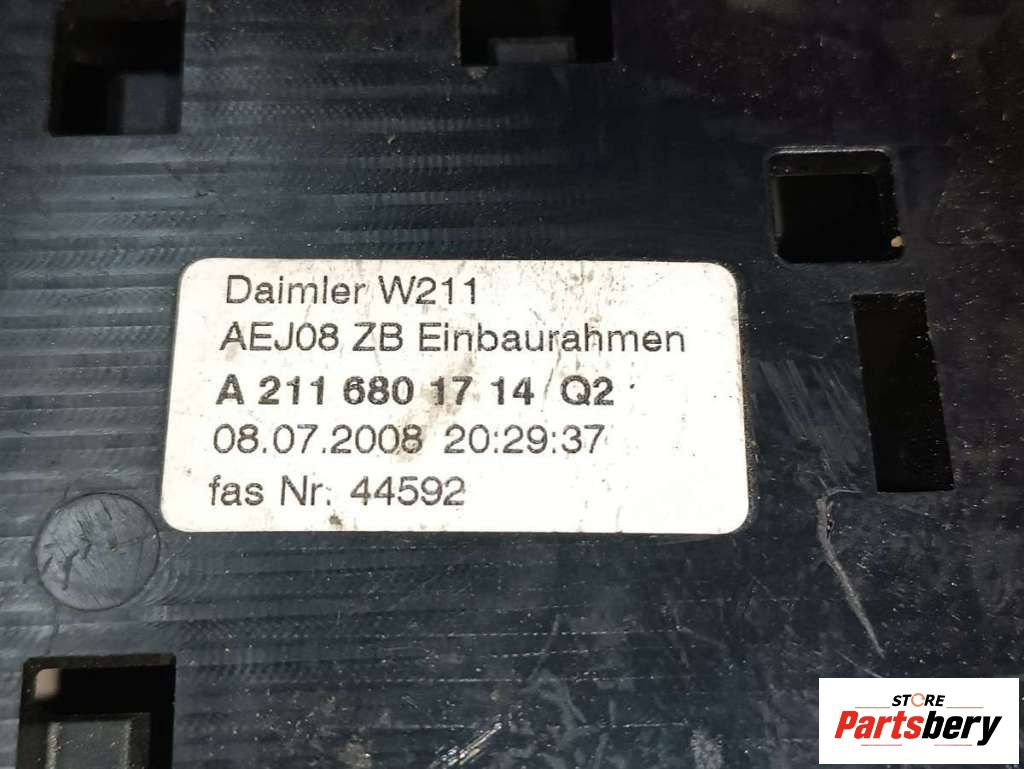 Daimler W211
AEJ08 ZB Einbaurahmen
A 211 680 17 14 Q2
08.07.2008 20:29:37
fas Nr. 44592
STORE
Partsbery